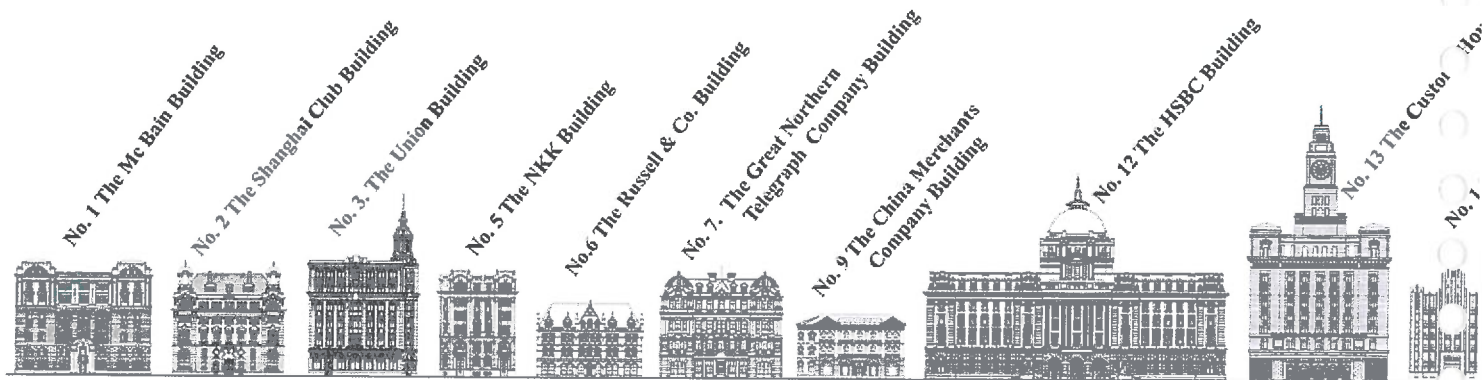 No. 1 The Mc Bain Building
No. 2 The Shanghai Club Building
No. 3. The Union Building
No. 5 The NKK Building
No.6 The Russell & Co. Building
No. 7. The Great Northern
Telegraph Company Building
No. 9 The China Merchants
Company Building
No. 12 The HSBC Building
No. 13 The